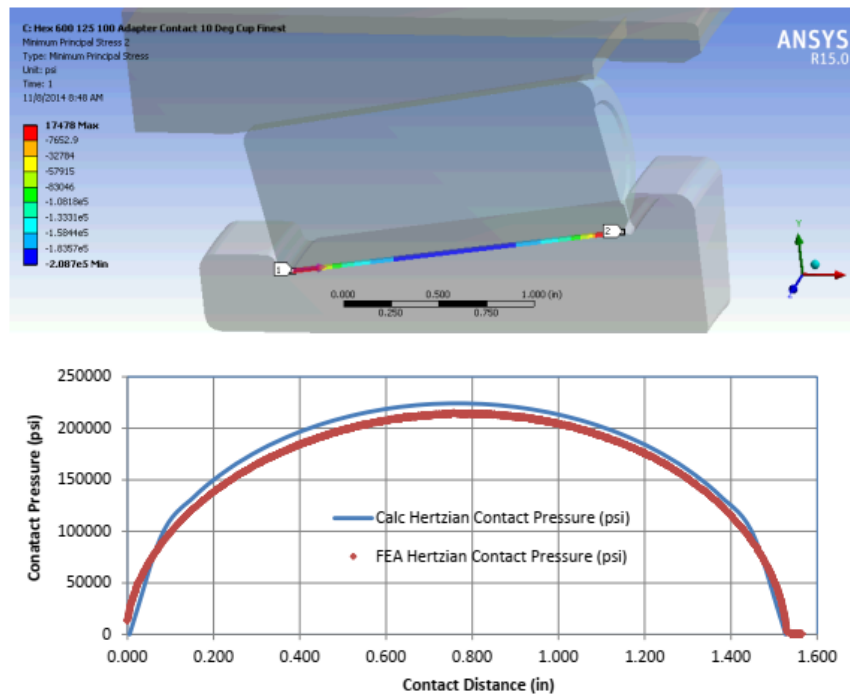 C: Hex 600 125 100 Adapter Contact 10 Deg Cup Finest
Minimum Principal Stress 2
Type: Minimum Principal Stress
Unit: psi
Time: 1
11/8/2014 8:48 AM
ANSYS
R15.0
17478 Max
-7652.9
-32784
-57915
-83046
-1.0818e5
-1.3331e5
-1.5844e5
-1.8357e5
-2.087e5 Min
1
2
Y
Z
0.000 0.500 1.000 (in)
0.250 0.750
250000
200000
150000
100000
50000
0
Conatact Pressure (psi)
Calc Hertzian Contact Pressure (psi)
FEA Hertzian Contact Pressure (psi)
0.000 0.200 0.400 0.600 0.800 1.000 1.200 1.400 1.600
Contact Distance (in)